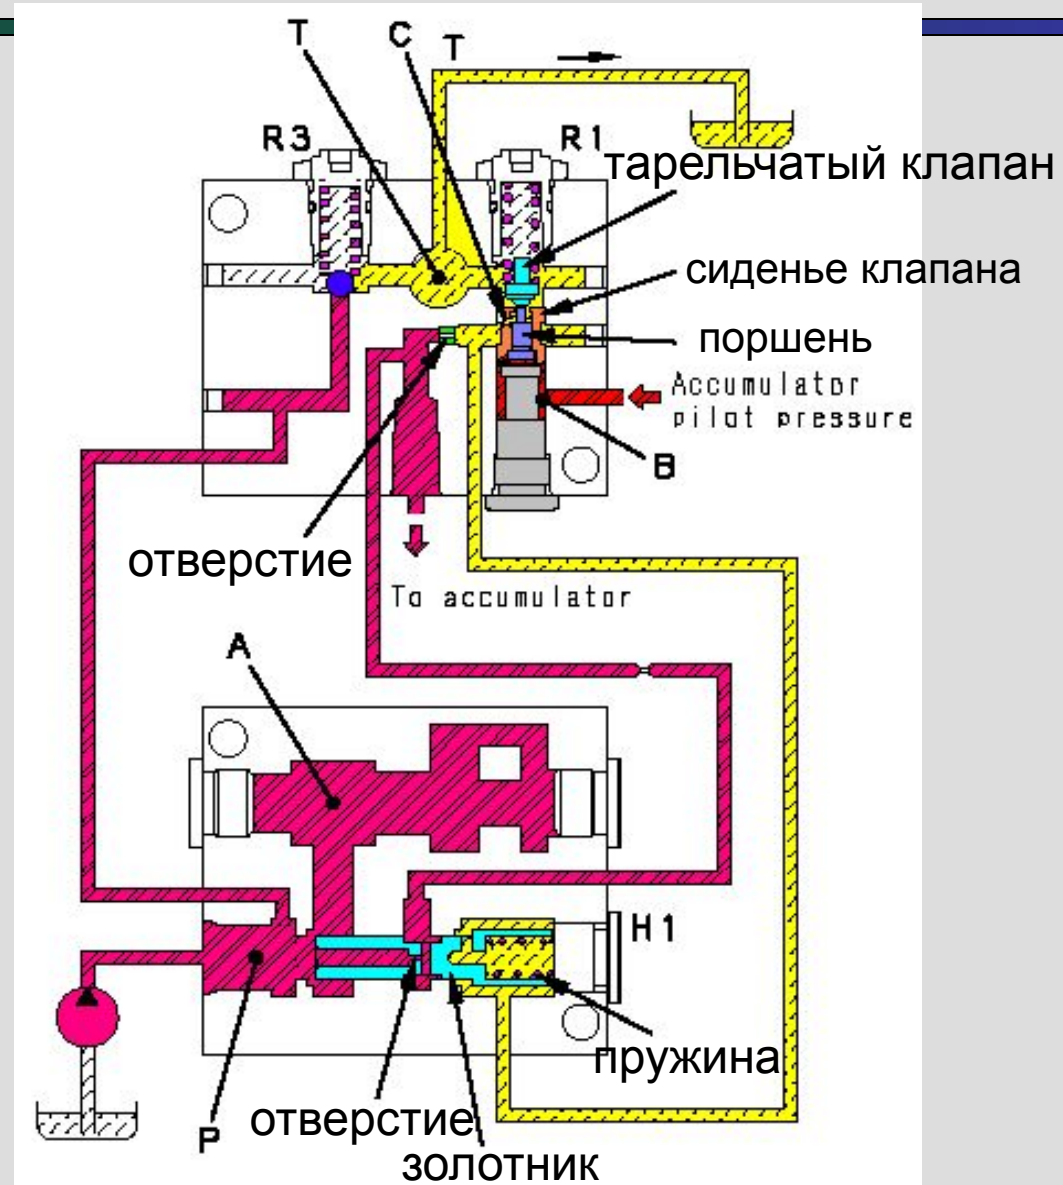 T
C
T
R3
R1
тарельчатый клапан
T
сиденье клапана
поршень
Accumulator
pilot pressure
B
отверстие
To accumulator
A
H1
пружина
P
отверстие
золотник